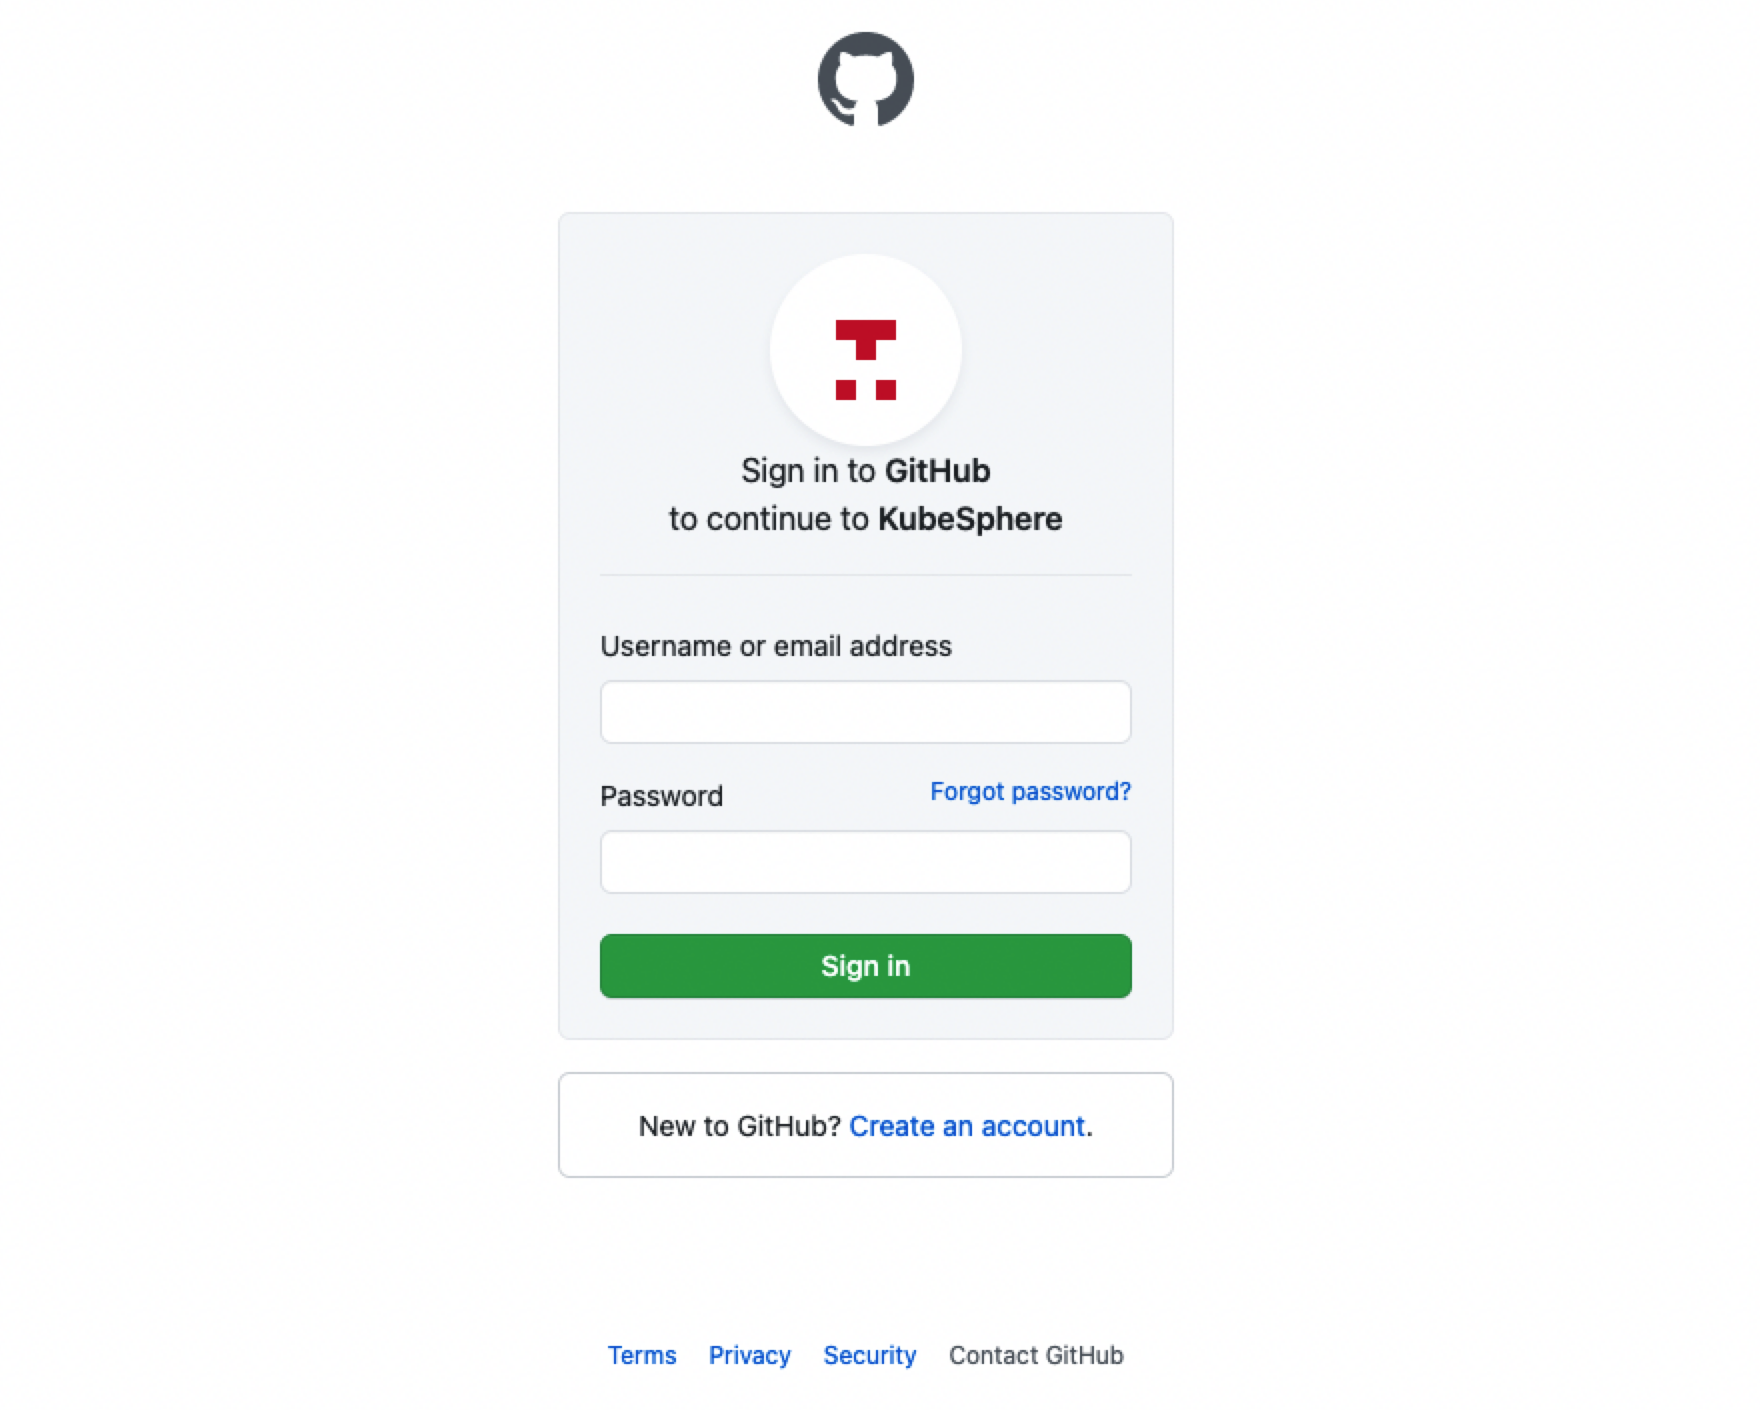 Sign in to GitHub
to continue to KubeSphere
Username or email address
Password
Forgot password?
Sign in
New to GitHub? Create an account.
Terms Privacy Security Contact GitHub